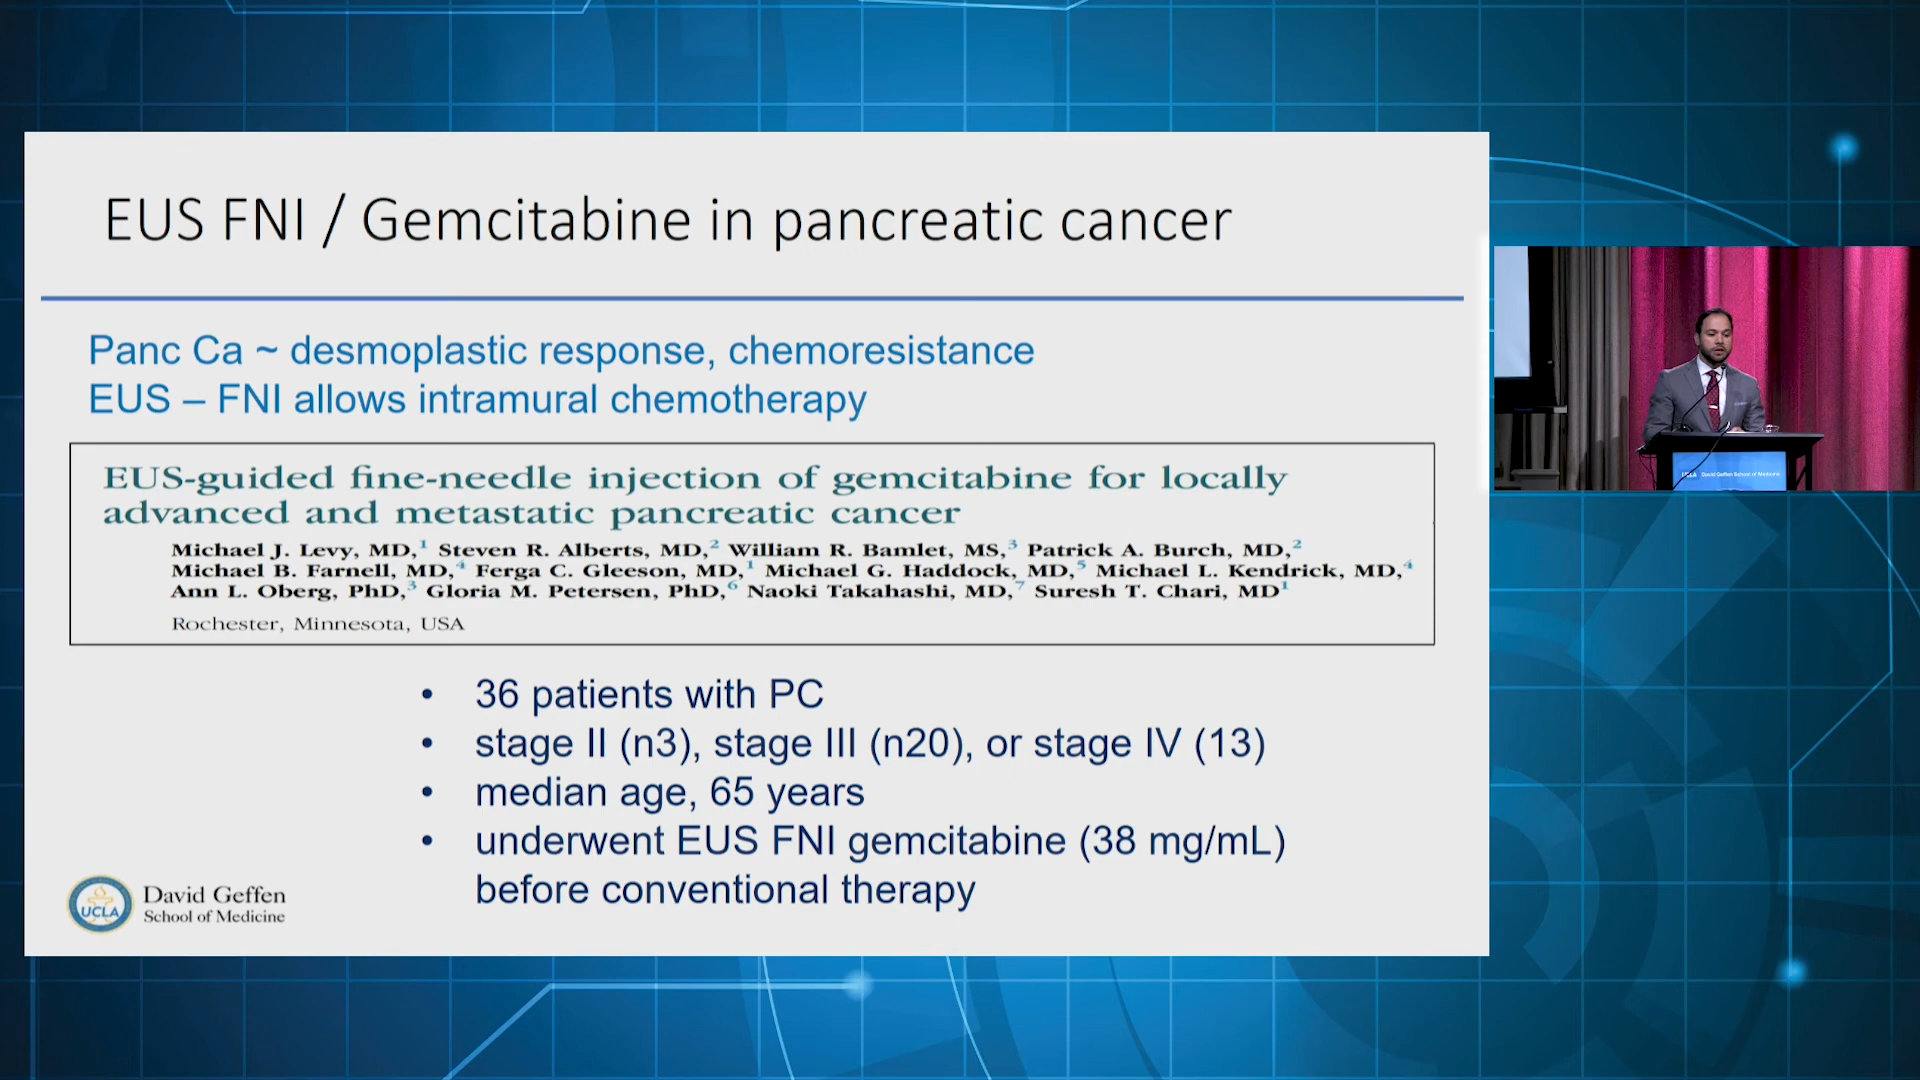 EUS FNI / Gemcitabine in pancreatic cancer
Panc Ca ~ desmoplastic response, chemoresistance
EUS – FNI allows intramural chemotherapy
EUS-guided fine-needle injection of gemcitabine for locally
advanced and metastatic pancreatic cancer
Michael J. Levy, MD,¹ Steven R. Alberts, MD,² William R. Bamlet, MS,³ Patrick A. Burch, MD,²
Michael B. Farnell, MD,⁴ Ferga C. Gleeson, MD,¹ Michael G. Haddock, MD,⁵ Michael L. Kendrick, MD,⁴
Ann L. Oberg, PhD,³ Gloria M. Petersen, PhD,⁶ Naoki Takahashi, MD,⁷ Suresh T. Chari, MD¹
Rochester, Minnesota, USA
• 36 patients with PC
• stage II (n3), stage III (n20), or stage IV (13)
• median age, 65 years
• underwent EUS FNI gemcitabine (38 mg/mL)
before conventional therapy
UCLA
David Geffen
School of Medicine
UCLA David Geffen School of Medicine